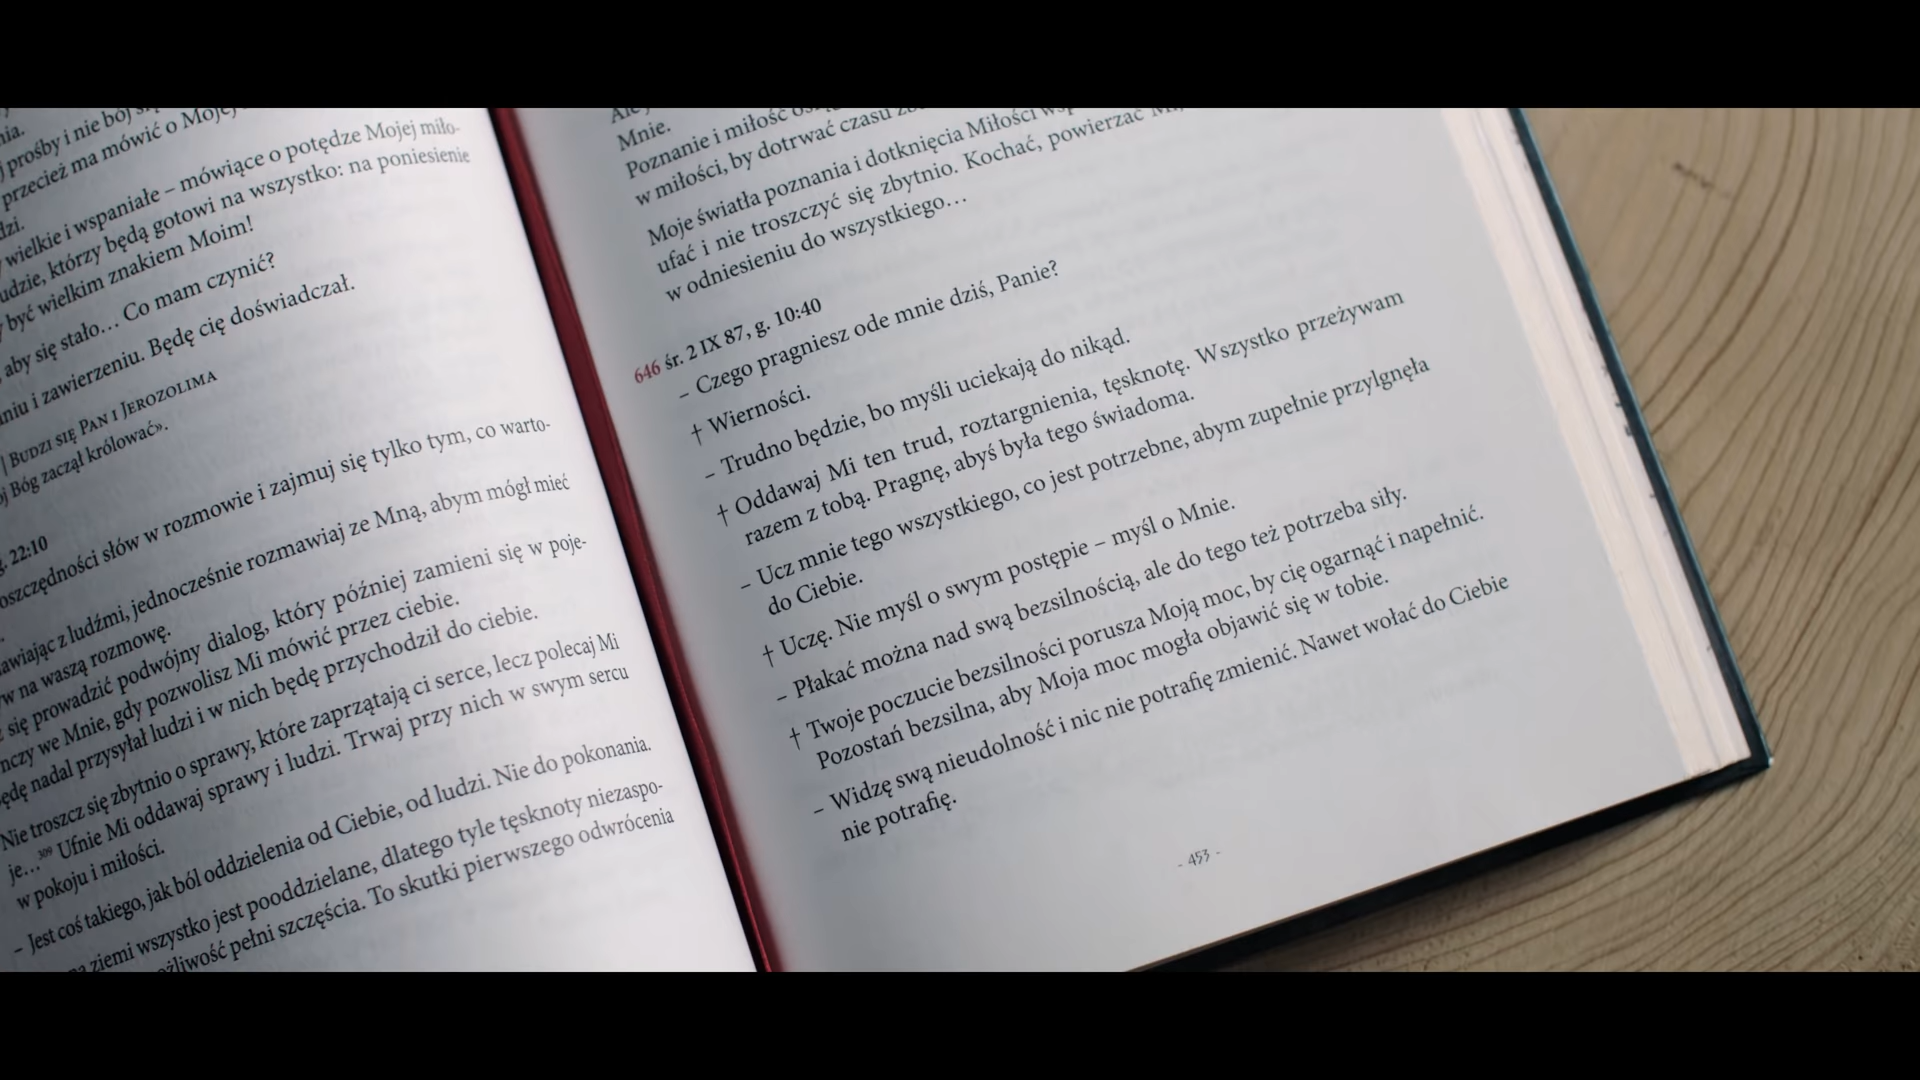 prośby i nie bój się
przecież ma mówić o Mojej
wielkie i wspaniałe – mówiące o potędze Mojej miło-
którzy będą gotowi na wszystko: na poniesienie
być wielkim znakiem Moim!
aby się stało… Co mam czynić?
i zawierzeniu. Będę cię doświadczał.
| BUDZI SIĘ PAN I JEROZOLIMA
Bóg zaczął królować».
22:10
oszczędności słów w rozmowie i zajmuj się tylko tym, co warto-
z ludźmi, jednocześnie rozmawiaj ze Mną, abym mógł mieć
na waszą rozmowę.
się prowadzić podwójny dialog, który później zamieni się w poje-
we Mnie, gdy pozwolisz Mi mówić przez ciebie.
nadal przysyłał ludzi i w nich będę przychodził do ciebie.
Nie troszcz się zbytnio o sprawy, które zaprzątają ci serce, lecz polecaj Mi
je… 309 Ufnie Mi oddawaj sprawy i ludzi. Trwaj przy nich w swym sercu
w pokoju i miłości.
– Jest coś takiego, jak ból oddzielenia od Ciebie, od ludzi. Nie do pokonania.
ziemi wszystko jest pooddzielane, dlatego tyle tęsknoty niezaspo-
pełni szczęścia. To skutki pierwszego odwrócenia
Mnie.
Poznanie i miłość
w miłości, by dotrwać czasu
Moje światła poznania i dotknięcia Miłości
ufać i nie troszczyć się zbytnio. Kochać, powierzać
w odniesieniu do wszystkiego…
646 śr. 2 IX 87, g. 10:40
– Czego pragniesz ode mnie dziś, Panie?
† Wierności.
– Trudno będzie, bo myśli uciekają do nikąd.
† Oddawaj Mi ten trud, roztargnienia, tęsknotę. Wszystko przeżywam
razem z tobą. Pragnę, abyś była tego świadoma.
– Ucz mnie tego wszystkiego, co jest potrzebne, abym zupełnie przylgnęła
do Ciebie.
† Uczę. Nie myśl o swym postępie – myśl o Mnie.
– Płakać można nad swą bezsilnością, ale do tego też potrzeba siły.
† Twoje poczucie bezsilności porusza Moją moc, by cię ogarnąć i napełnić.
Pozostań bezsilna, aby Moja moc mogła objawić się w tobie.
– Widzę swą nieudolność i nic nie potrafię zmienić. Nawet wołać do Ciebie
nie potrafię.
- 453 -